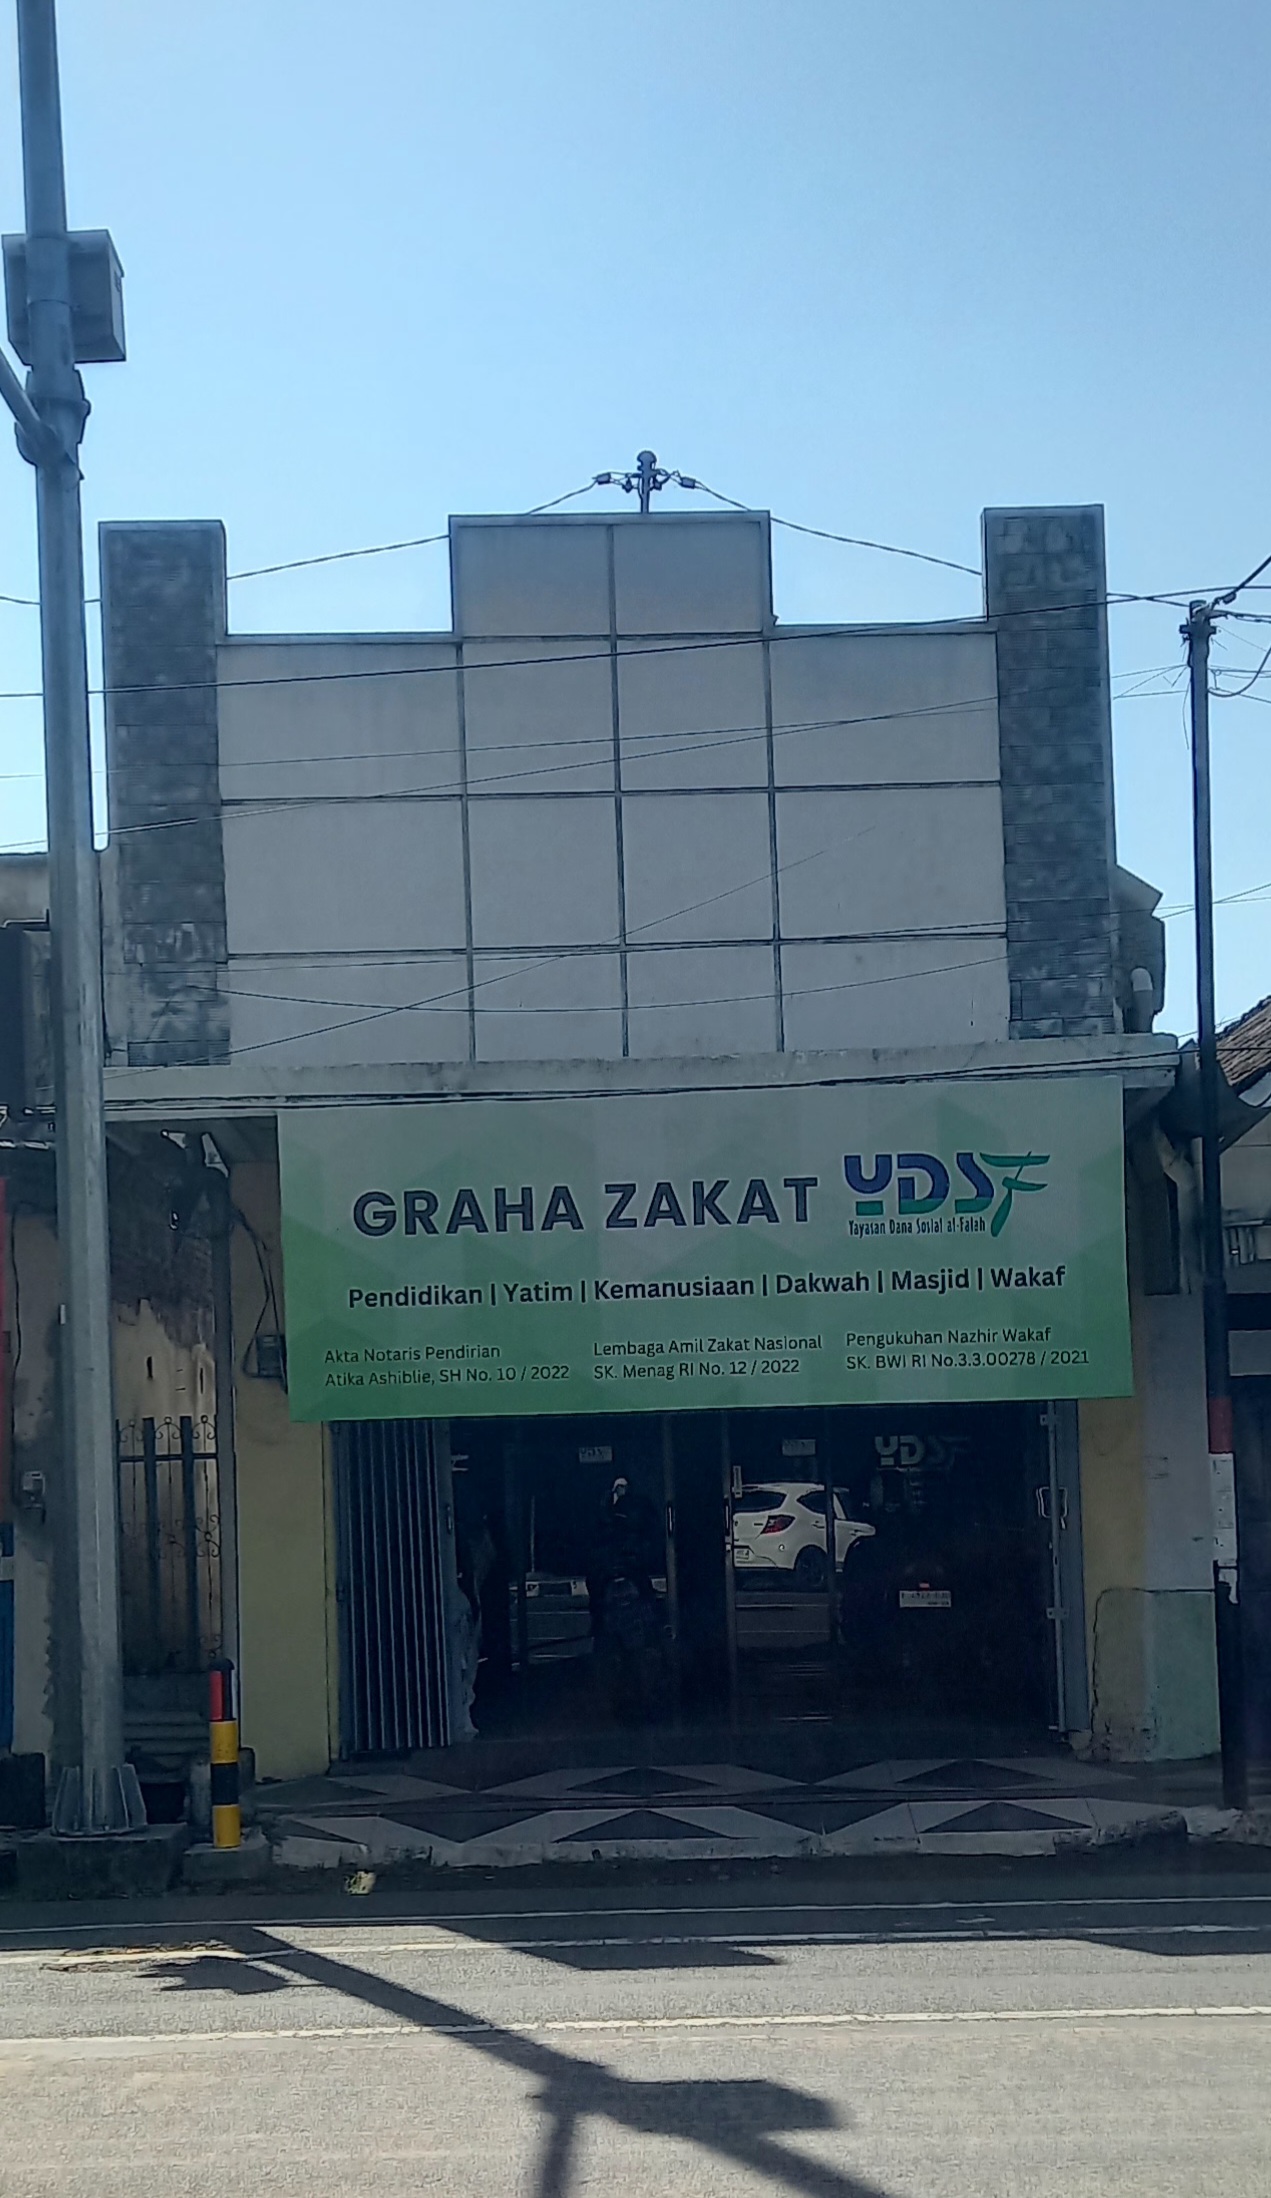 GRAHA ZAKAT YDSF
Yayasan Dana Sosial al-Falah
Pendidikan | Yatim | Kemanusiaan | Dakwah | Masjid | Wakaf
Akta Notaris Pendirian
Atika Ashiblie, SH No. 10 / 2022
Lembaga Amil Zakat Nasional
SK. Menag RI No. 12 / 2022
Pengukuhan Nazhir Wakaf
SK. BWI RI No.3.3.00278 / 2021
YDSF
YDSF